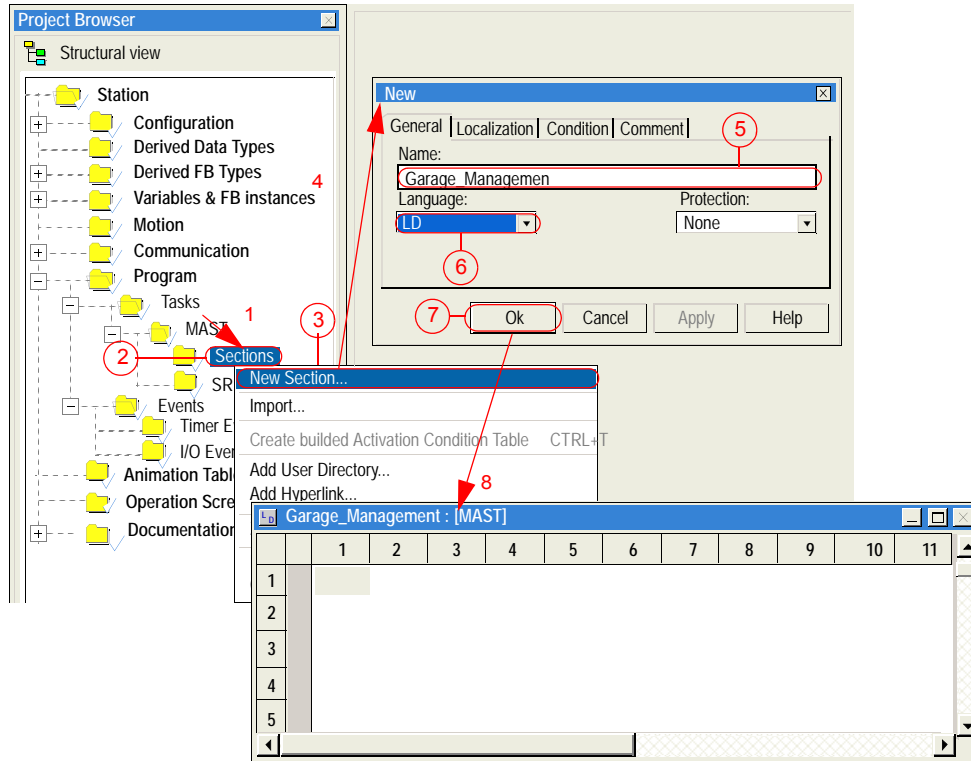 Project Browser
Structural view
Station
Configuration
Derived Data Types
Derived FB Types
4
Variables & FB instances
Motion
Communication
Program
Tasks
1
MAST
3
2
Sections
SR
Events
Timer E
I/O Ever
Animation Tabl
Operation Scre
Documentation
New Section...
Import...
Create builded Activation Condition Table CTRL+T
Add User Directory...
Add Hyperlink...
New
General Localization Condition Comment
5
Name:
Garage_Managemen
Language: Protection:
LD None
6
7
Ok Cancel Apply Help
8
LD Garage_Management : [MAST]
1 2 3 4 5 6 7 8 9 10 11
1
2
3
4
5